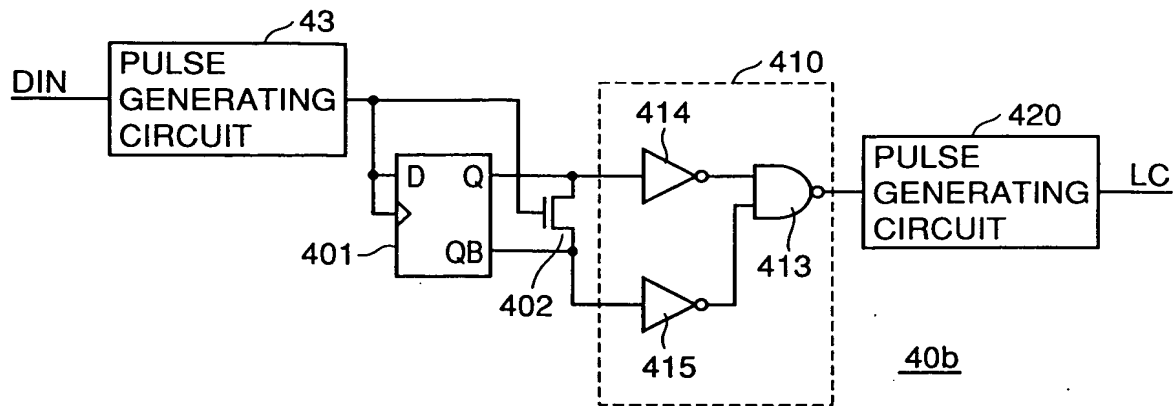 43
DIN
PULSE
GENERATING
CIRCUIT
410
414
420
PULSE
GENERATING
CIRCUIT
LC
D
Q
401
QB
402
413
415
40b